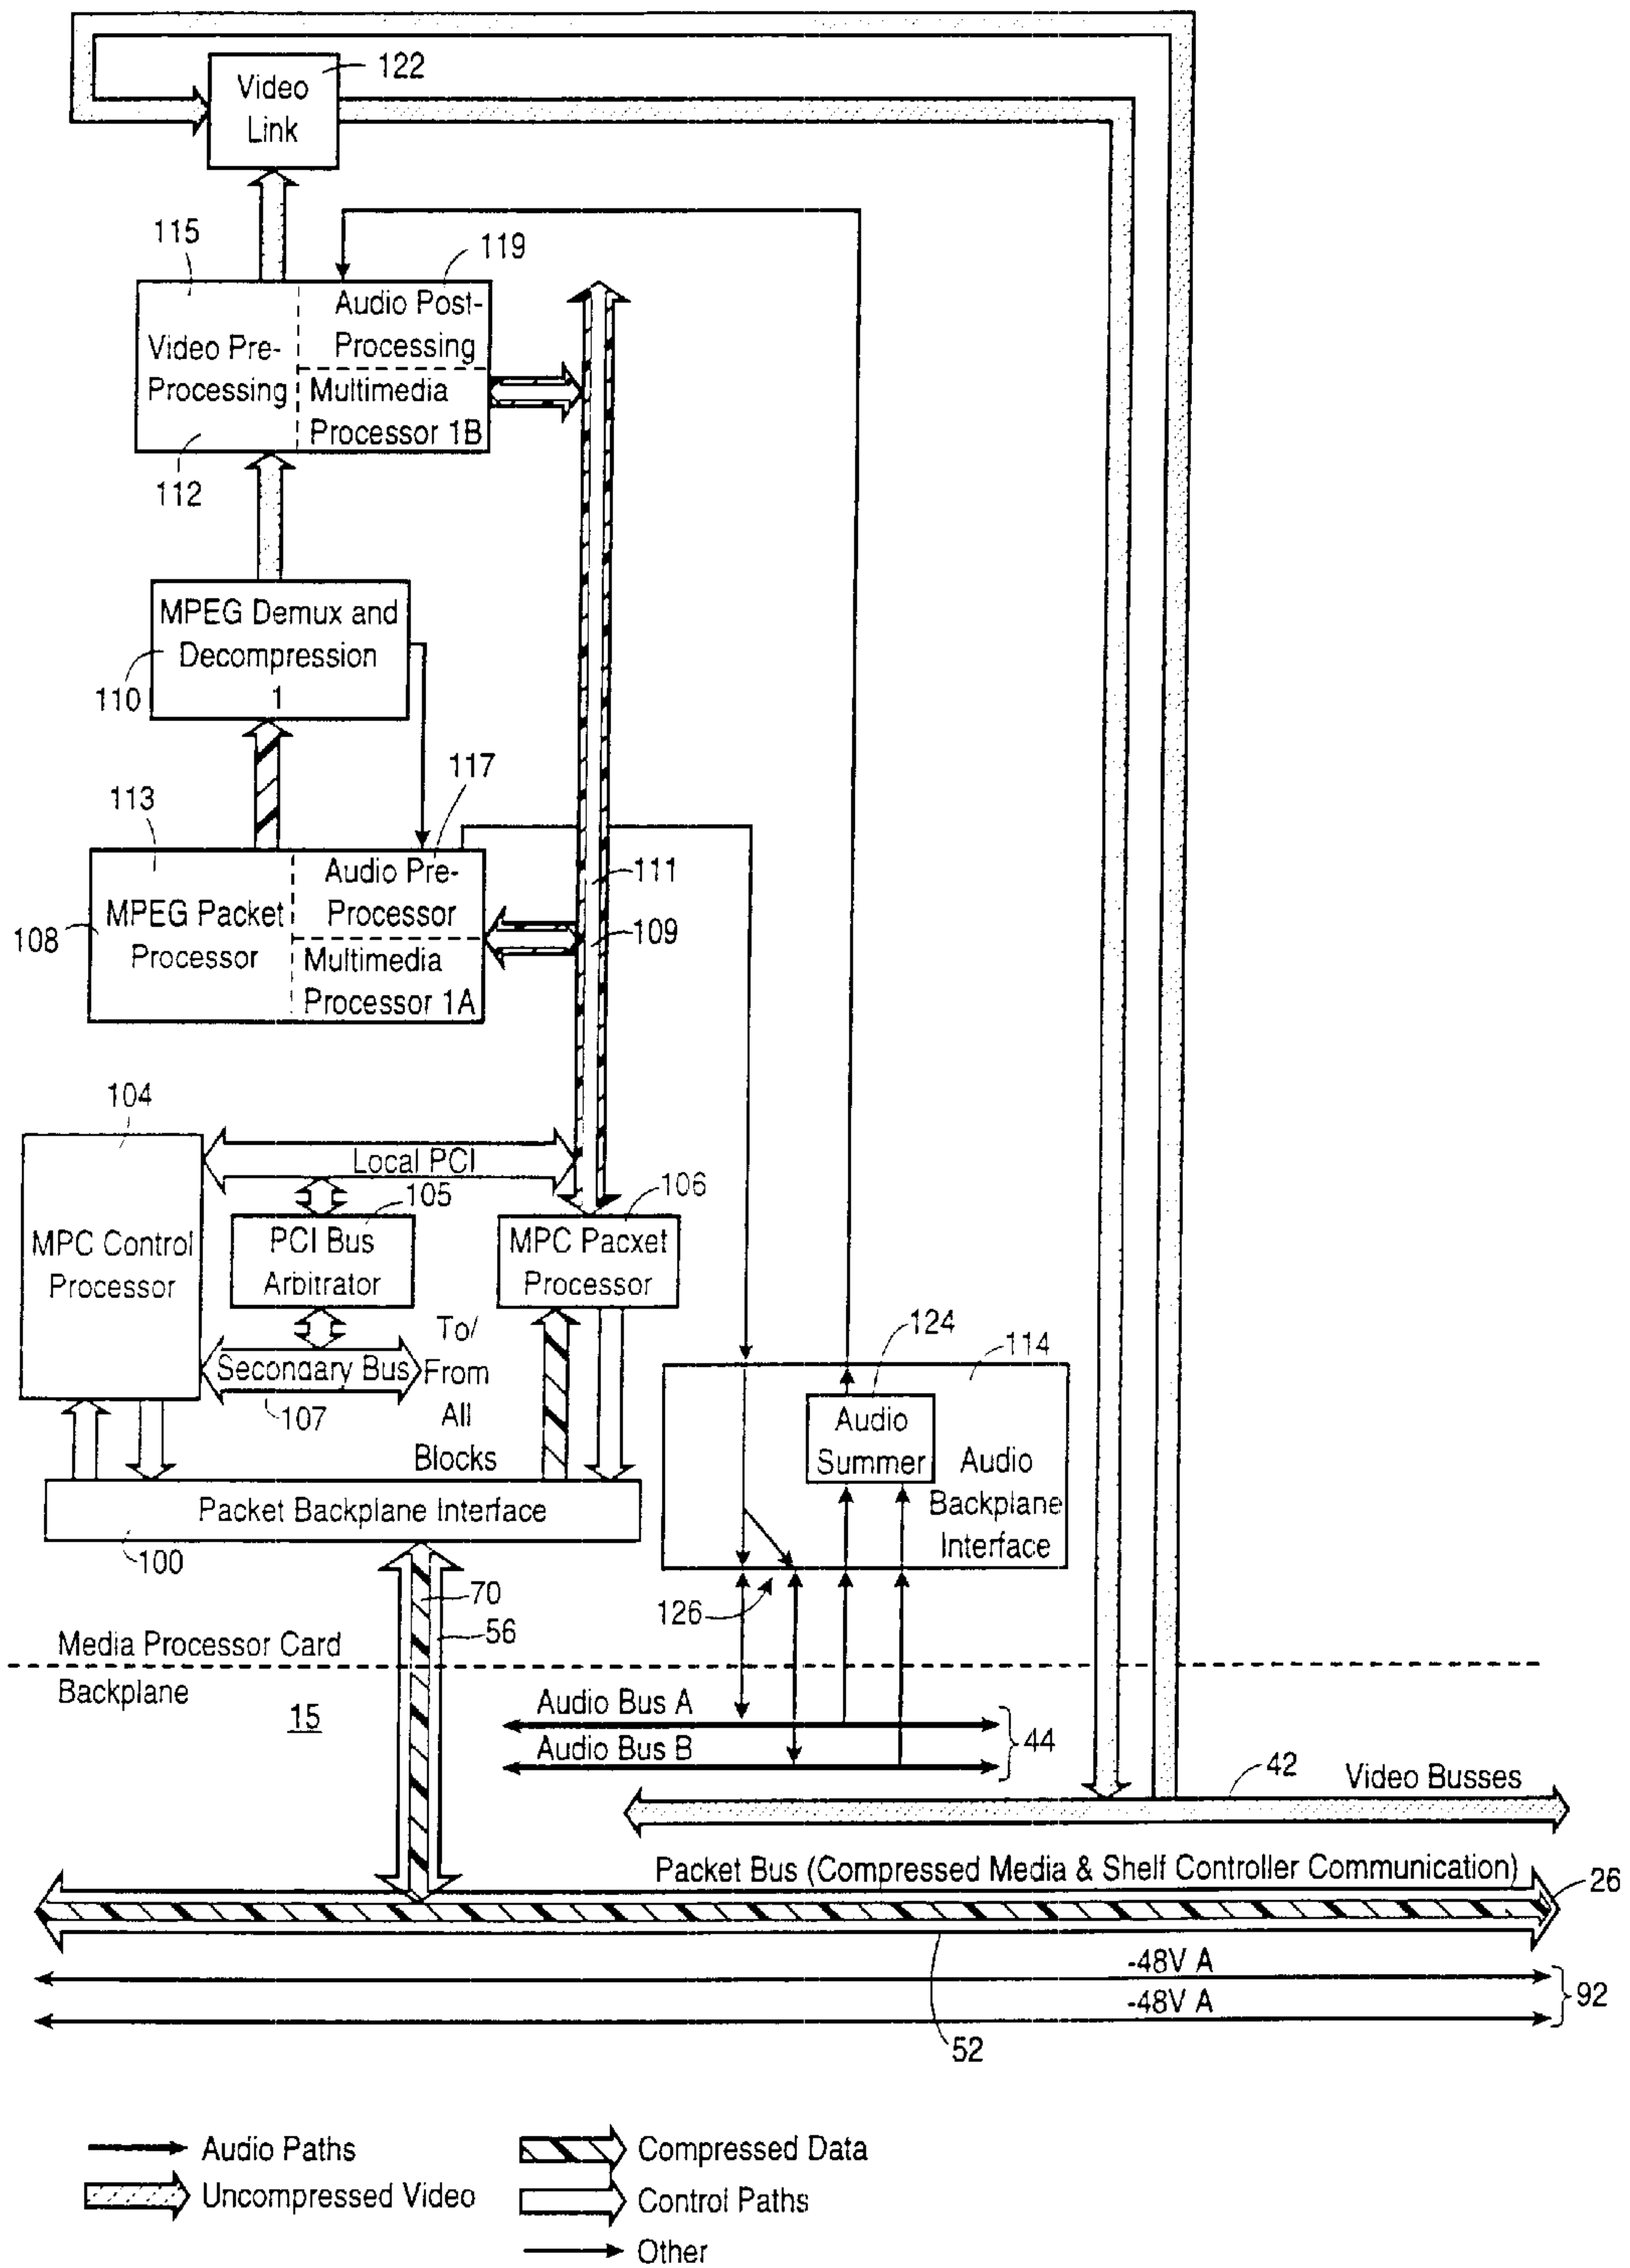 122
Video
Link
115
119
Audio Post-
Processing
Video Pre-
Processing
Multimedia
Processor 1B
112
MPEG Demux and
Decompression
1
110
117
113
Audio Pre-
Processor
111
MPEG Packet
Processor
109
108
Multimedia
Processor 1A
104
Local PCI
105
106
MPC Control
Processor
PCI Bus
Arbitrator
MPC Pacxet
Processor
To/
From
All
Blocks
Secondary Bus
107
124
114
Audio
Summer
Audio
Backplane
Interface
Packet Backplane Interface
100
70
56
126
Media Processor Card
Backplane
15
Audio Bus A
44
Audio Bus B
42
Video Busses
Packet Bus (Compressed Media & Shelf Controller Communication)
26
-48V A
92
-48V A
52
Audio Paths
Compressed Data
Uncompressed Video
Control Paths
Other